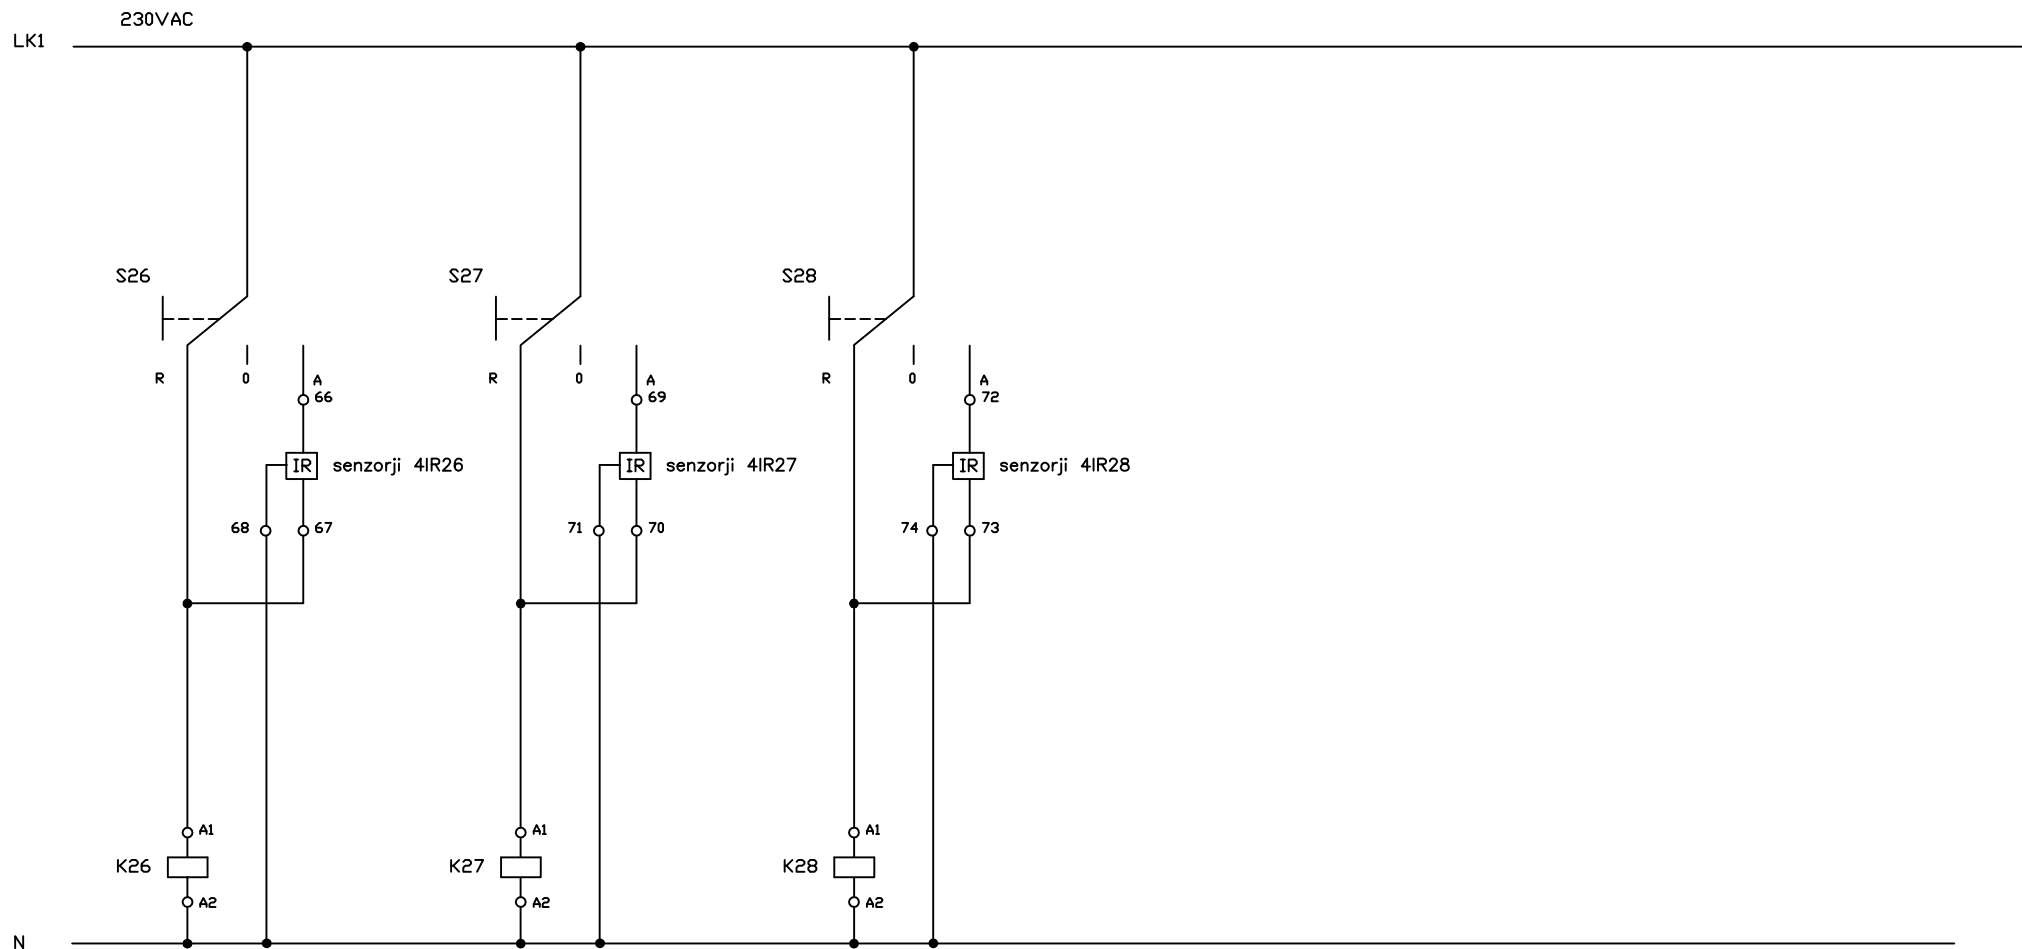 230VAC
LK1
S26 S27 S28
R 0 A R 0 A R 0 A
66 69 72
IR senzorji 4IR26 IR senzorji 4IR27 IR senzorji 4IR28
68 67 71 70 74 73
A1 A1 A1
K26 K27 K28
A2 A2 A2
N